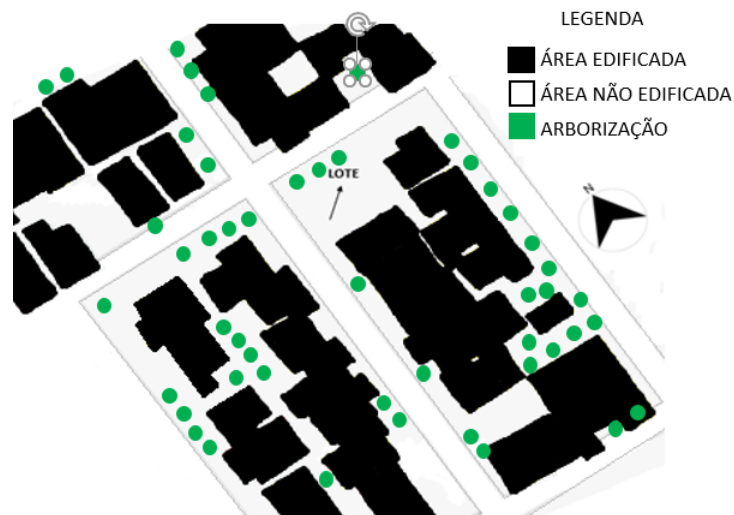 LEGENDA
ÁREA EDIFICADA
ÁREA NÃO EDIFICADA
ARBORIZAÇÃO
LOTE
N